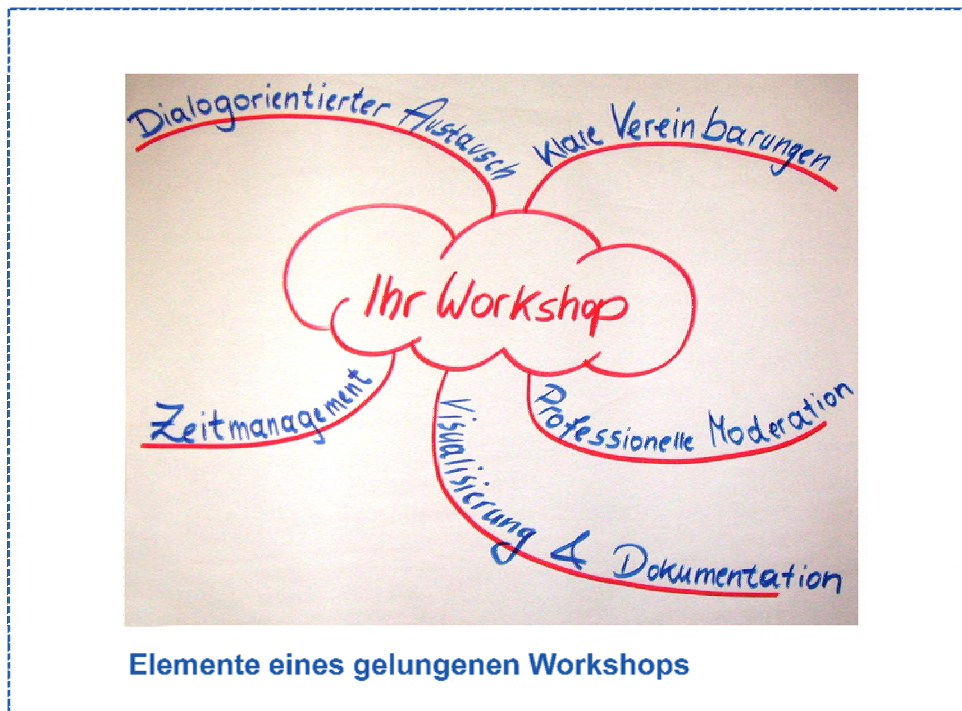 Dialogorientierter Austausch
Klare Vereinbarungen
Ihr Workshop
Zeitmanagement
Professionelle Moderation
Visualisierung & Dokumentation
Elemente eines gelungenen Workshops